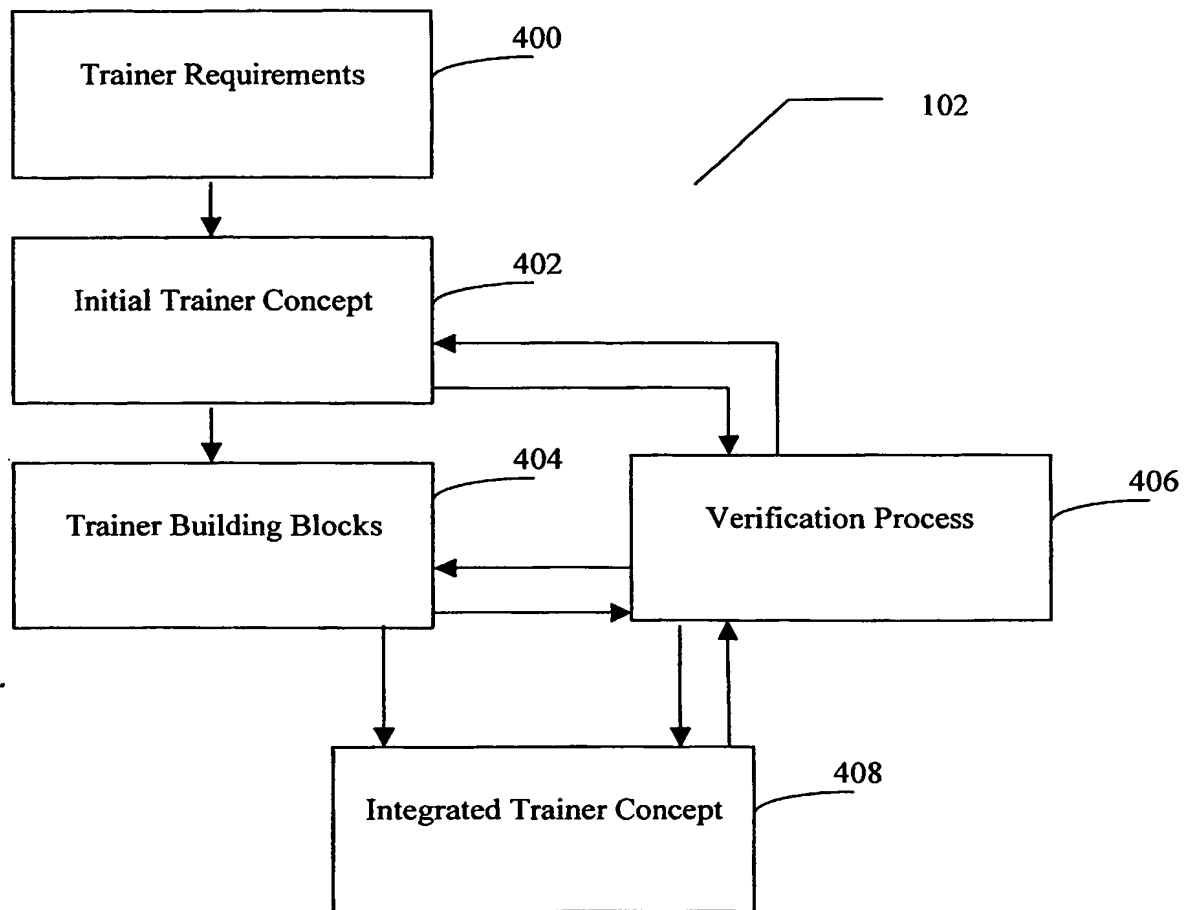 400
Trainer Requirements
102
402
Initial Trainer Concept
404
406
Trainer Building Blocks
Verification Process
408
Integrated Trainer Concept